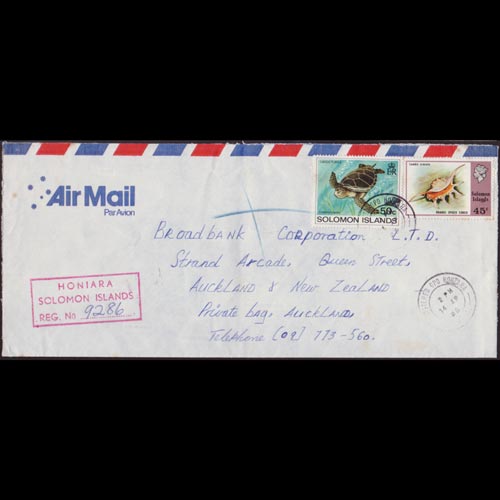 Air Mail
Par Avion
SOLOMON ISLANDS
50c
Solomon
Islands
45c
BROADBANK CORPORATION L.T.D.
STRAND ARCADE, QUEEN STREET,
AUCKLAND 8 NEW ZEALAND
Private bag, AUCKLAND.
Telephone (09) 773-560.
HONIARA
SOLOMON ISLANDS
REG. No 9286